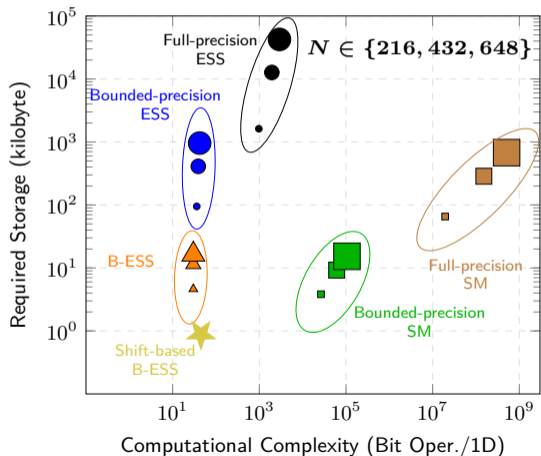 10^5
10^4
10^3
10^2
10^1
10^0
Required Storage (kilobyte)
Full-precision
ESS
N ∈ {216, 432, 648}
Bounded-precision
ESS
B-ESS
Shift-based
B-ESS
Full-precision
SM
Bounded-precision
SM
10^1
10^3
10^5
10^7
10^9
Computational Complexity (Bit Oper./1D)